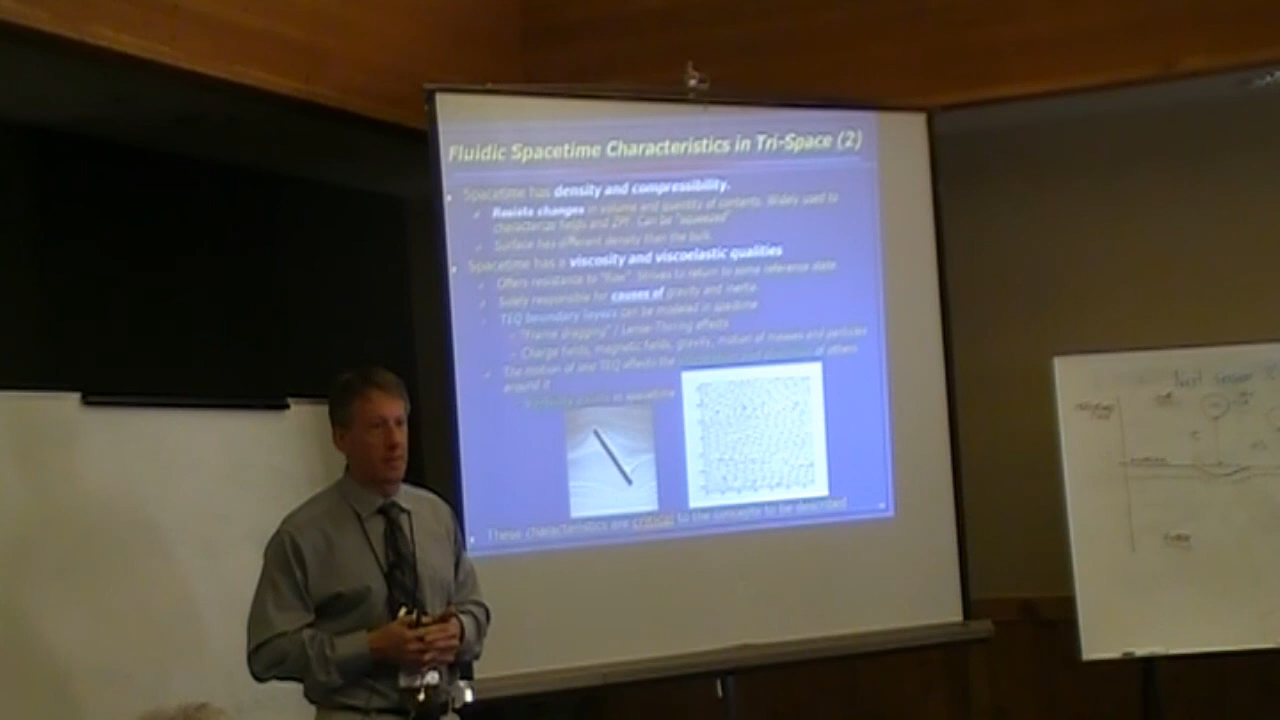 Fluidic Spacetime Characteristics in Tri-Space (2)
Spacetime has density and compressibility.
Resists changes in volume and quantity of contents. Widely used to
characterize fields and ZPF. Can be "squeezed"
Surface has different density than the bulk
Spacetime has a viscosity and viscoelastic qualities
Offers resistance to "flow". Strives to return to some reference state
Solely responsible for causes of gravity and inertia
TEQ boundary layers can be modeled in spacetime
"Frame dragging" / Lense-Thirring effects
Charge fields, magnetic fields, gravity, motion of masses and particles
The motion of one TEQ affects the of others
around it
in spacetime
These characteristics are critical to the concepts to be described